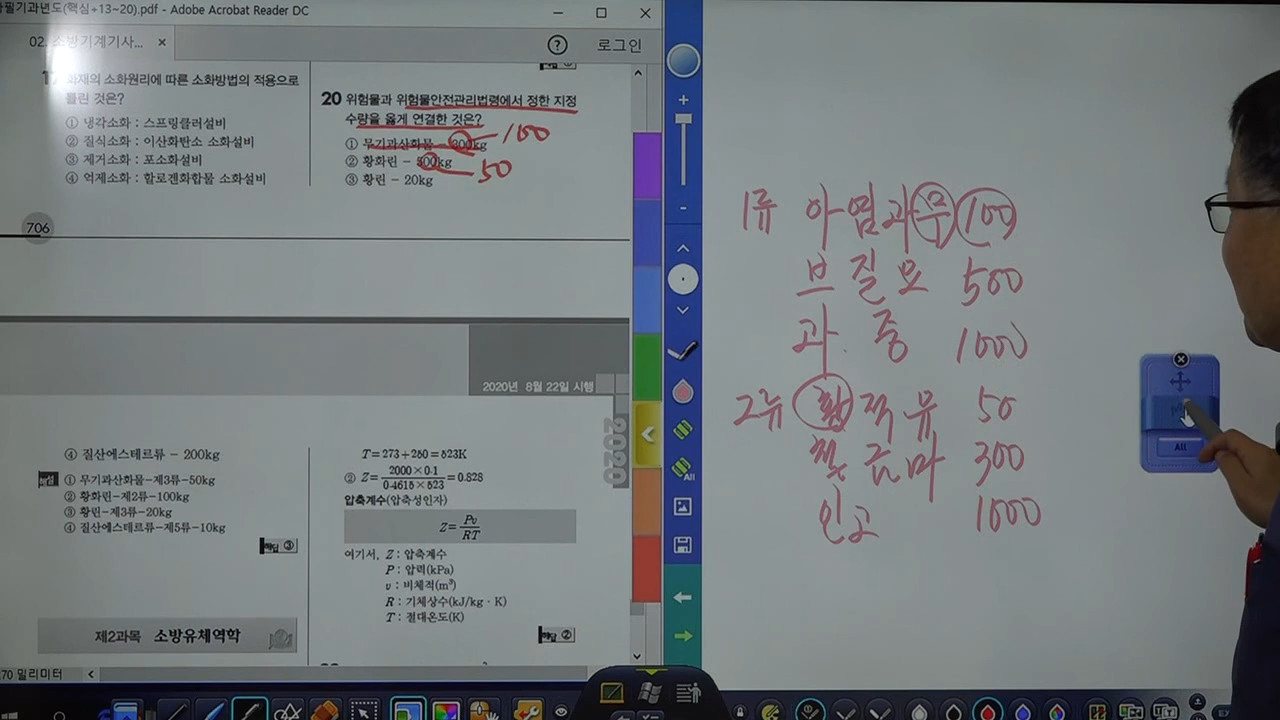 필기과년도(핵심+13~20).pdf - Adobe Acrobat Reader DC
02. 소방기계기사...
로그인
화재의 소화원리에 따른 소화방법의 적용으로
틀린 것은?
① 냉각소화 : 스프링클러설비
② 질식소화 : 이산화탄소 소화설비
③ 제거소화 : 포소화설비
④ 억제소화 : 할로겐화합물 소화설비
706
20 위험물과 위험물안전관리법령에서 정한 지정
수량을 옳게 연결한 것은?
① 무기과산화물 - 300kg
100
② 황화린 - 500kg
50
③ 황린 - 20kg
2020년 8월 22일 시행
2020
④ 질산에스테르류 - 200kg
해설 ① 무기과산화물-제3류-50kg
② 황화린-제2류-100kg
③ 황린-제3류-20kg
④ 질산에스테르류-제5류-10kg
해답 ③
제2과목 소방유체역학
T=273+250=523K
② Z=2000×0.1/0.4615×523=0.828
압축계수(압축성인자)
Z=Pv/RT
여기서, Z : 압축계수
P : 압력(kPa)
v : 비체적(m³)
R : 기체상수(kJ/kg·K)
T : 절대온도(K)
해답 ②
270 밀리미터
1류 아염과무 100
브질요 500
과.중 1000
2류 황적유 50
철금마 300
인고 1000
All
All